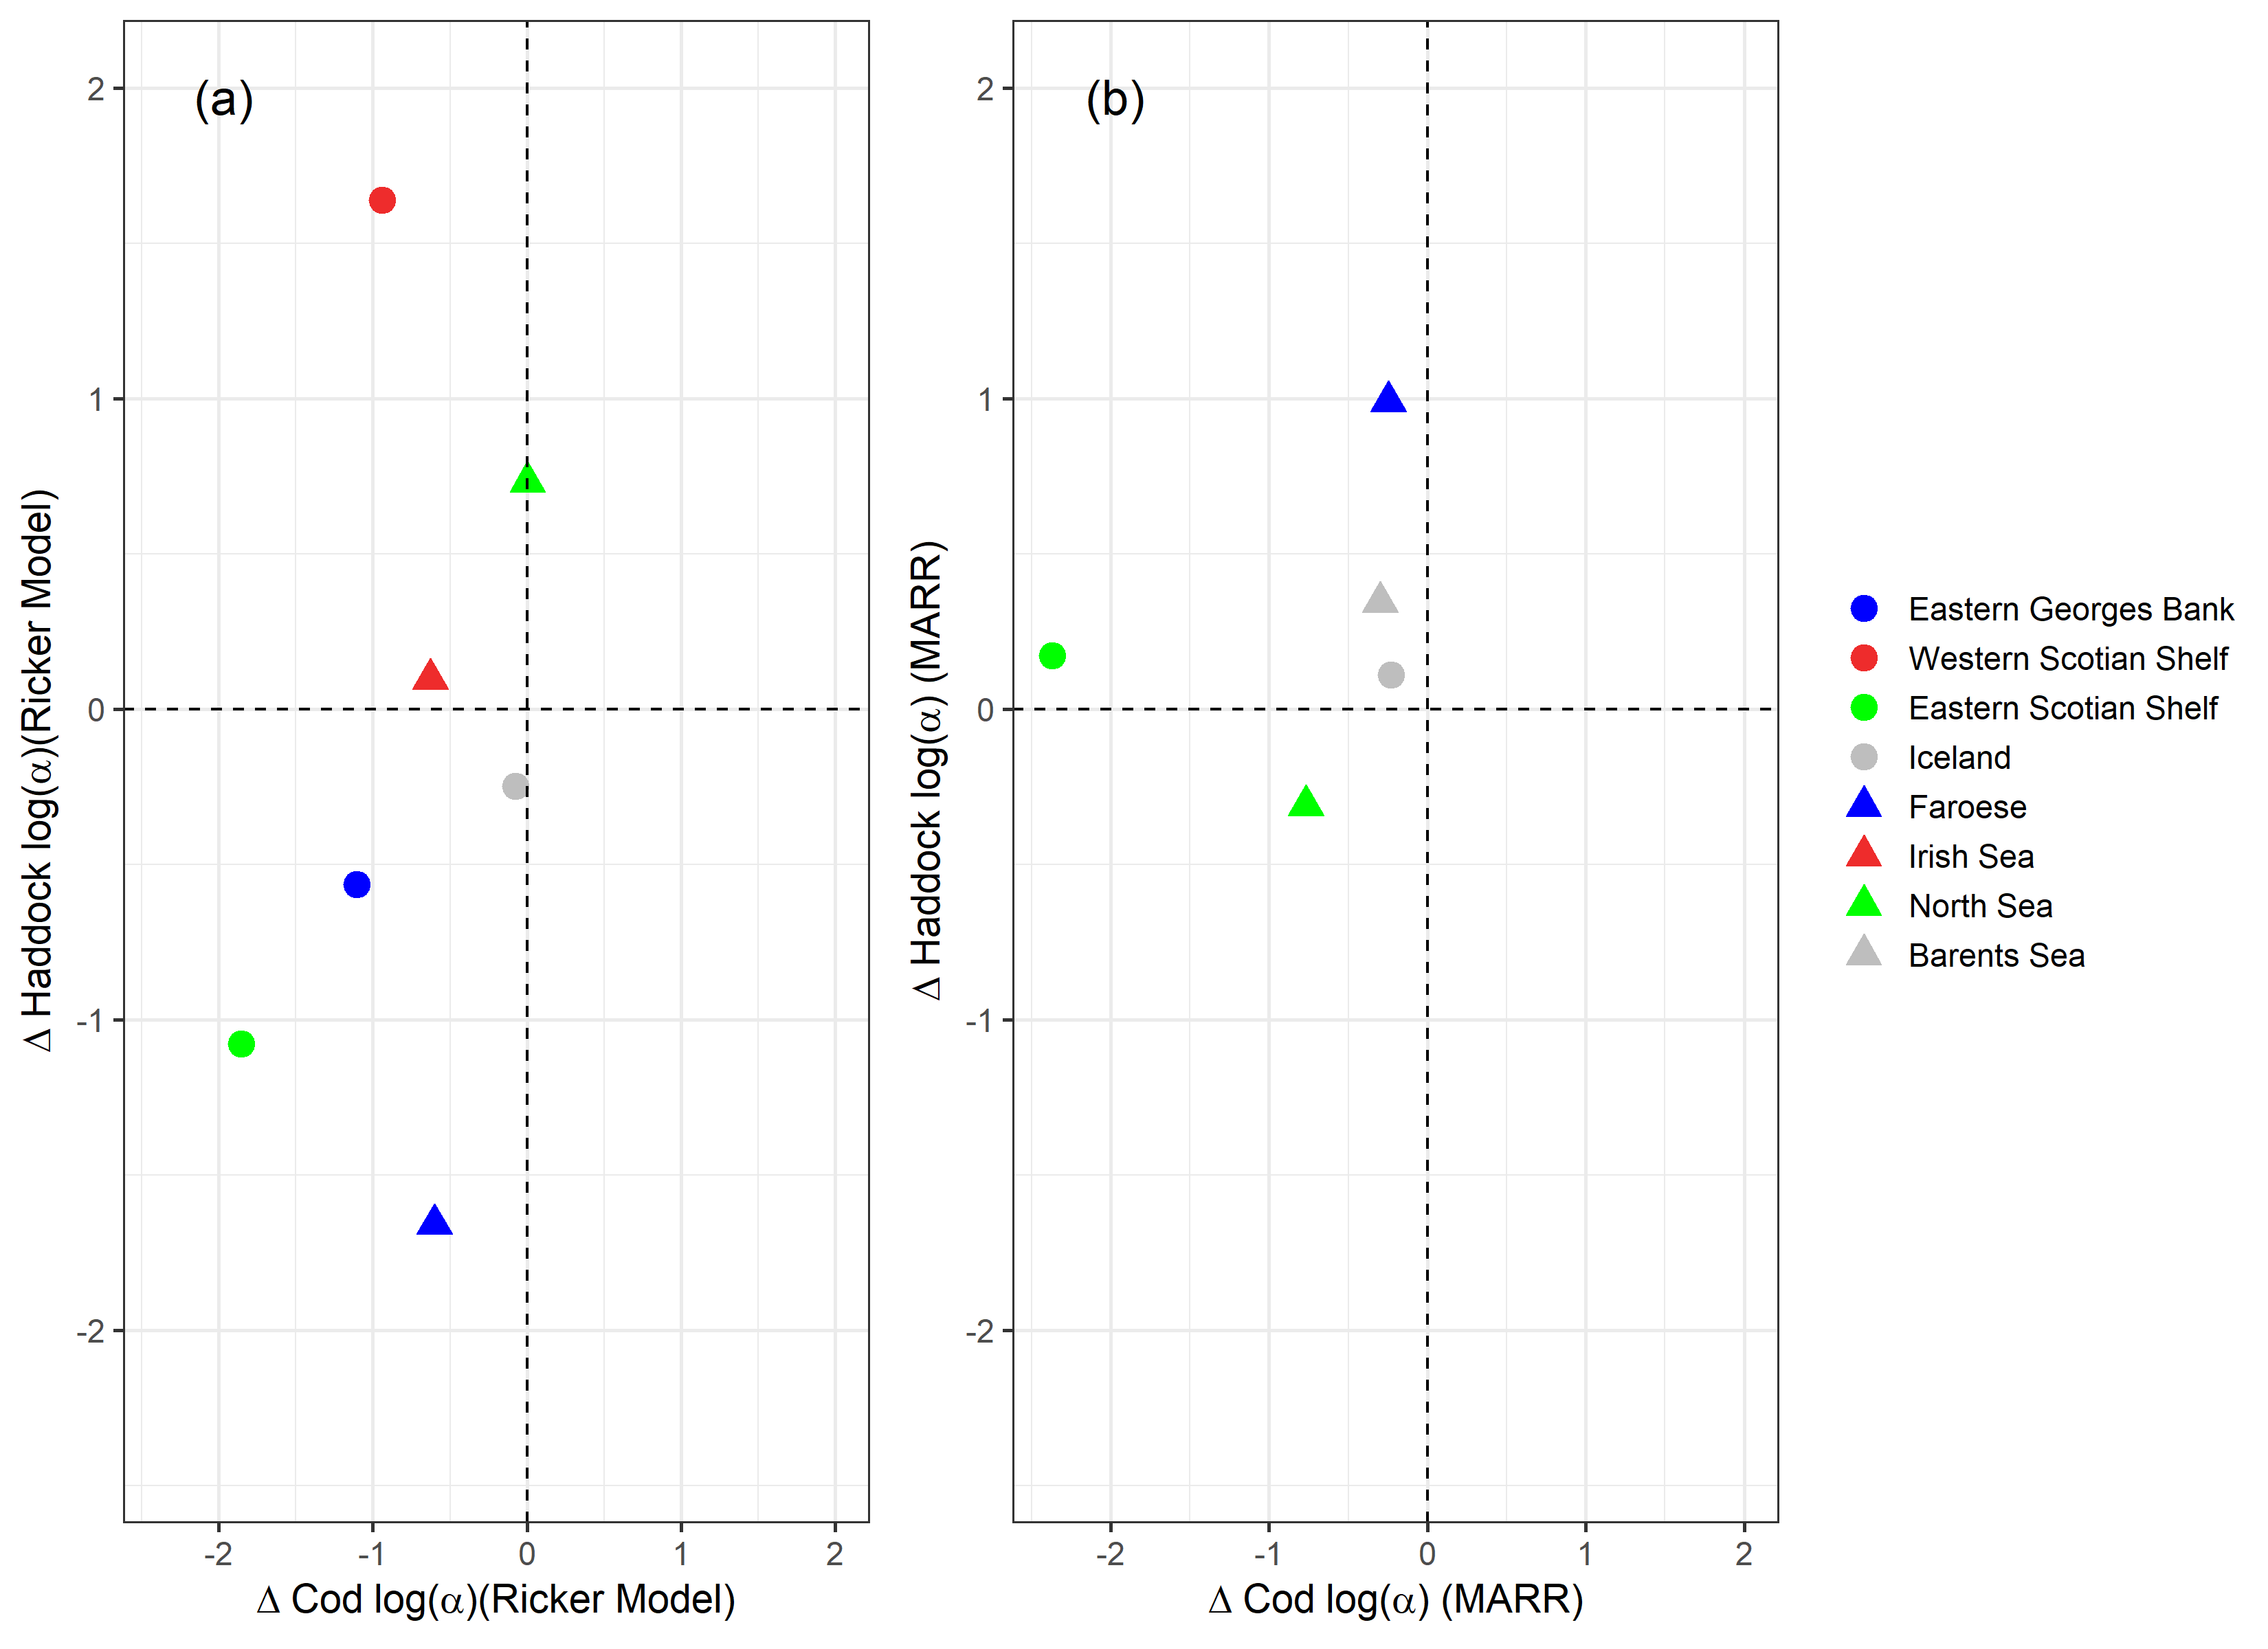 (a)
2
1
0
-1
-2
Δ Haddock log(α)(Ricker Model)
-2 -1 0 1 2
Δ Cod log(α)(Ricker Model)
(b)
2
1
0
-1
-2
Δ Haddock log(α) (MARR)
-2 -1 0 1 2
Δ Cod log(α) (MARR)
Eastern Georges Bank
Western Scotian Shelf
Eastern Scotian Shelf
Iceland
Faroese
Irish Sea
North Sea
Barents Sea